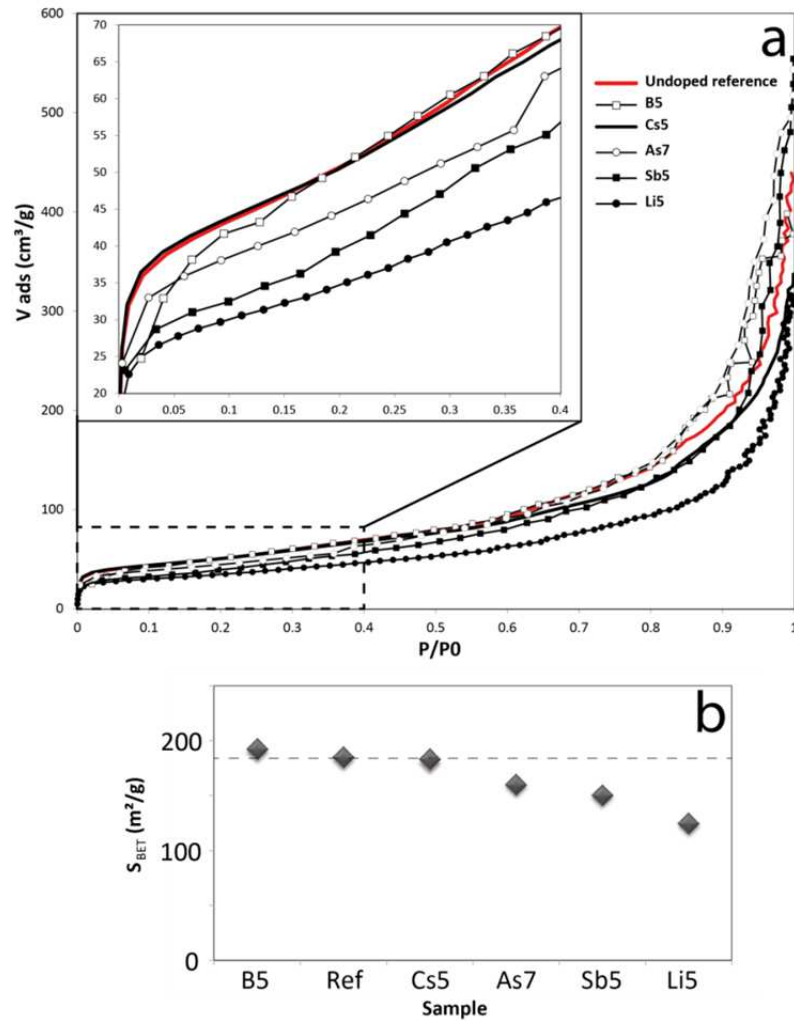 a
600
500
400
300
200
100
0
V ads (cm³/g)
70
65
60
55
50
45
40
35
30
25
20
0 0.05 0.1 0.15 0.2 0.25 0.3 0.35 0.4
Undoped reference
B5
Cs5
As7
Sb5
Li5
0 0.1 0.2 0.3 0.4 0.5 0.6 0.7 0.8 0.9 1
P/P0
b
200
100
0
S BET (m²/g)
B5 Ref Cs5 As7 Sb5 Li5
Sample